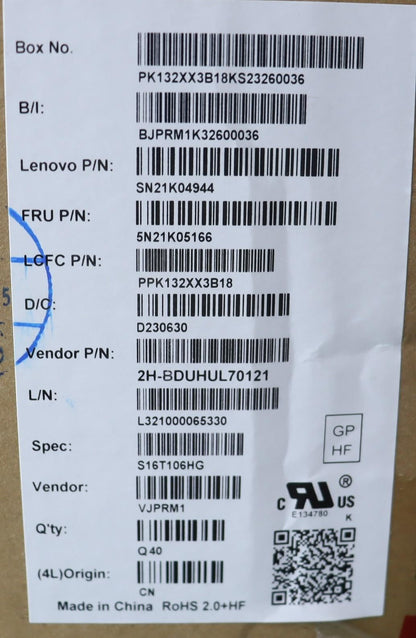 Box No.
PK132XX3B18KS23260036
B/I:
BJPRM1K32600036
Lenovo P/N:
SN21K04944
FRU P/N:
5N21K05166
LCFC P/N:
PPK132XX3B18
D/C:
D230630
Vendor P/N:
2H-BDUHUL70121
L/N:
L321000065330
Spec:
S16T106HG
GP
HF
Vendor:
VJPRM1
C RU ® US
E134780
K
Q'ty:
Q40
(4L)Origin:
CN
Made in China RoHS 2.0+HF